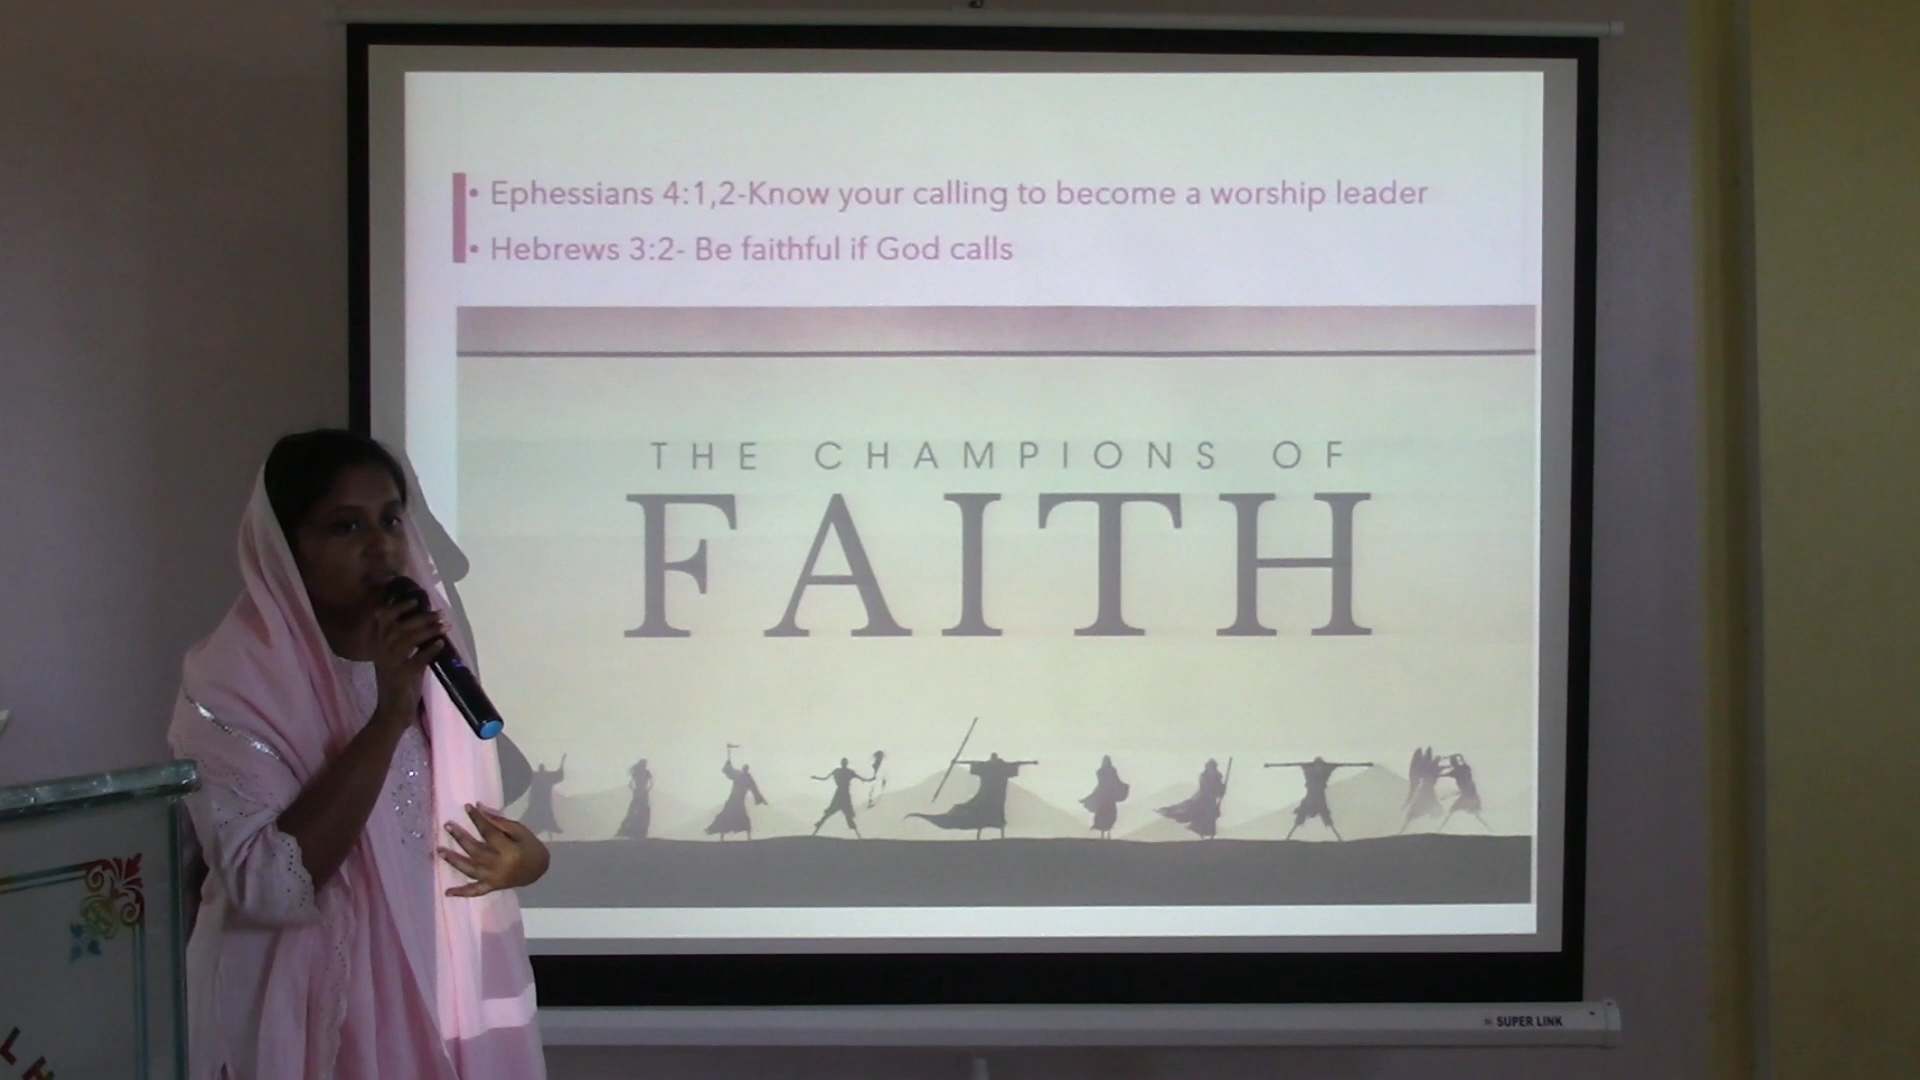 • Ephessians 4:1,2-Know your calling to become a worship leader
• Hebrews 3:2- Be faithful if God calls
THE CHAMPIONS OF
FAITH
SUPER LINK